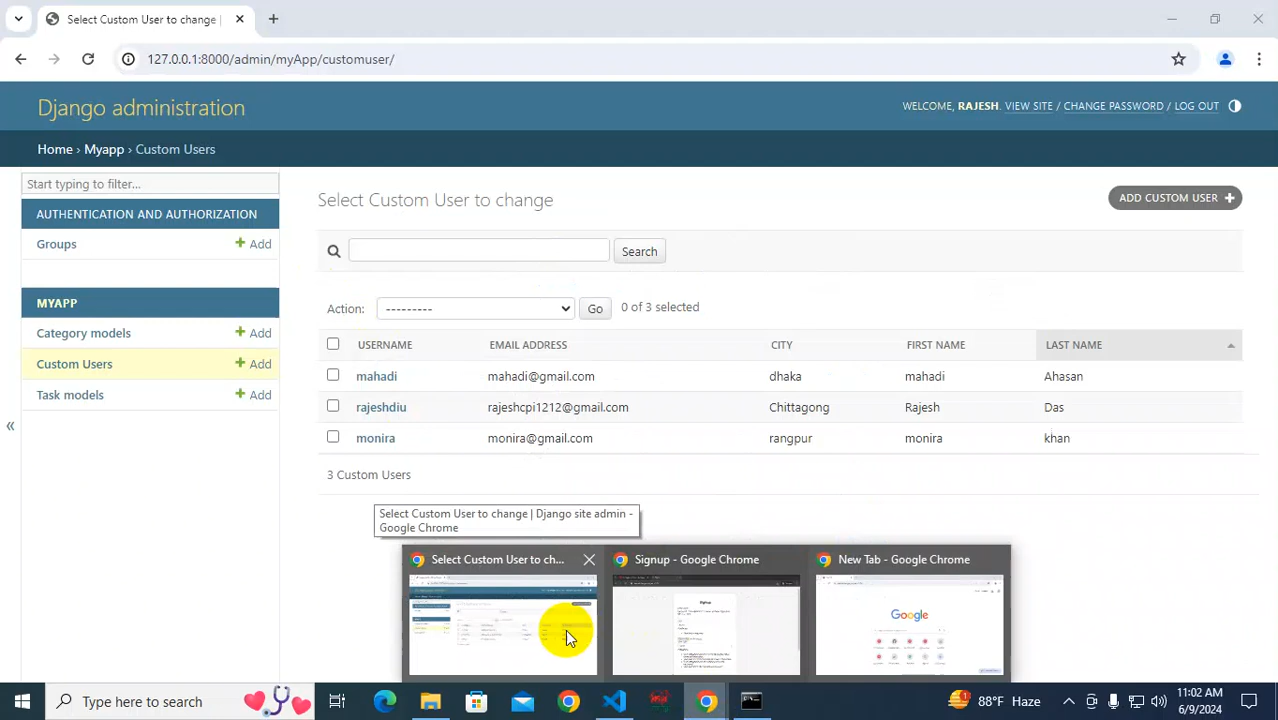 Select Custom User to change |
127.0.0.1:8000/admin/myApp/customuser/
Django administration
WELCOME, RAJESH. VIEW SITE / CHANGE PASSWORD / LOG OUT
Home › Myapp › Custom Users
Start typing to filter...
AUTHENTICATION AND AUTHORIZATION
Groups + Add
MYAPP
Category models + Add
Custom Users + Add
Task models + Add
«
Select Custom User to change
ADD CUSTOM USER +
Search
Action: --------- Go 0 of 3 selected
USERNAME EMAIL ADDRESS CITY FIRST NAME LAST NAME
mahadi mahadi@gmail.com dhaka mahadi Ahasan
rajeshdiu rajeshcpi1212@gmail.com Chittagong Rajesh Das
monira monira@gmail.com rangpur monira khan
3 Custom Users
Select Custom User to change | Django site admin -
Google Chrome
Select Custom User to ch... Signup - Google Chrome New Tab - Google Chrome
Google
Type here to search
1
88°F Haze
11:02 AM
6/9/2024